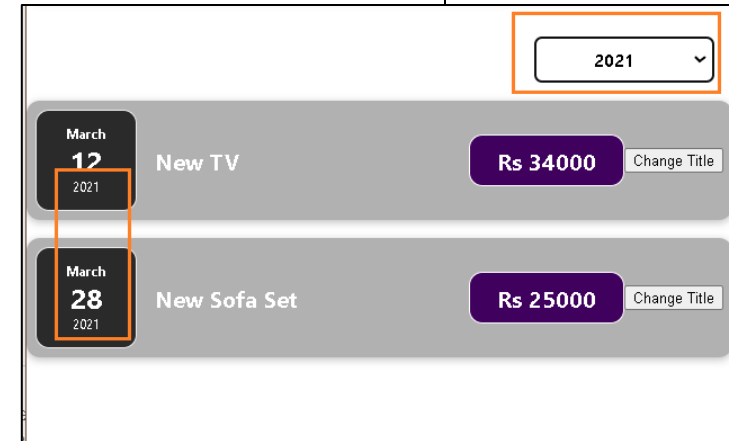 2021
March
12
2021
New TV
Rs 34000
Change Title
March
28
2021
New Sofa Set
Rs 25000
Change Title